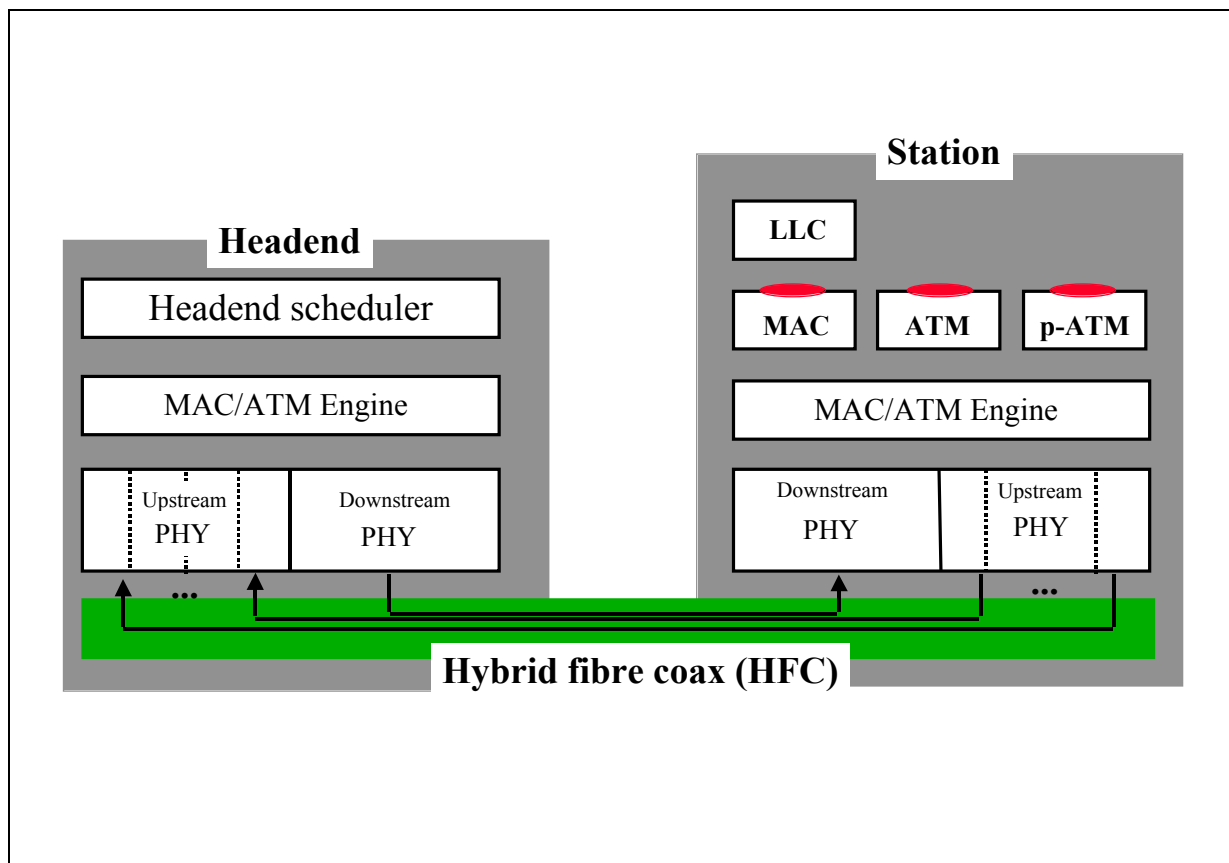 Station
LLC
Headend
Headend scheduler
MAC
ATM
p-ATM
MAC/ATM Engine
MAC/ATM Engine
Upstream
PHY
Downstream
PHY
Downstream
PHY
Upstream
PHY
...
...
Hybrid fibre coax (HFC)